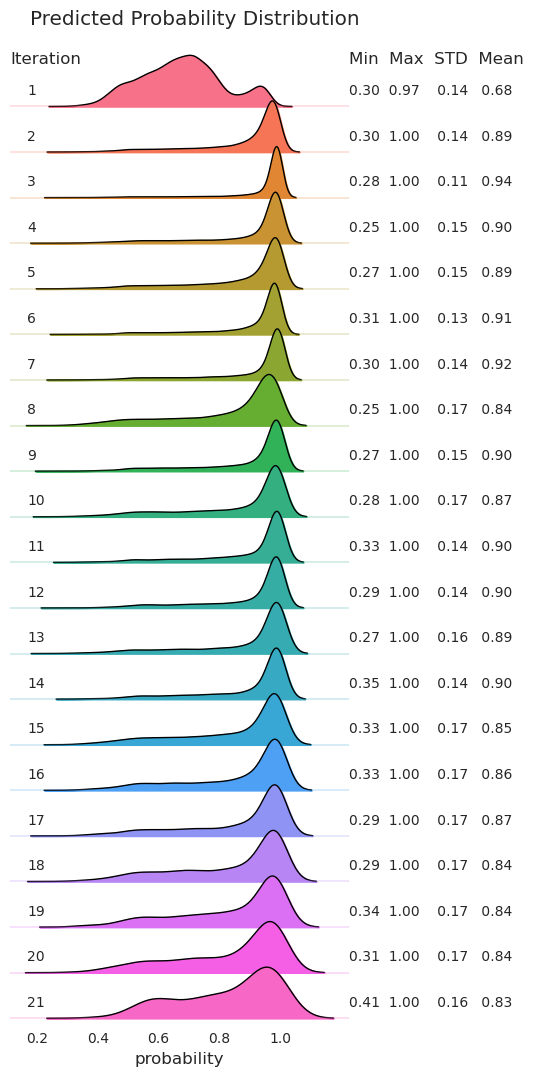 Predicted Probability Distribution
Iteration Min Max STD Mean
1 0.30 0.97 0.14 0.68
2 0.30 1.00 0.14 0.89
3 0.28 1.00 0.11 0.94
4 0.25 1.00 0.15 0.90
5 0.27 1.00 0.15 0.89
6 0.31 1.00 0.13 0.91
7 0.30 1.00 0.14 0.92
8 0.25 1.00 0.17 0.84
9 0.27 1.00 0.15 0.90
10 0.28 1.00 0.17 0.87
11 0.33 1.00 0.14 0.90
12 0.29 1.00 0.14 0.90
13 0.27 1.00 0.16 0.89
14 0.35 1.00 0.14 0.90
15 0.33 1.00 0.17 0.85
16 0.33 1.00 0.17 0.86
17 0.29 1.00 0.17 0.87
18 0.29 1.00 0.17 0.84
19 0.34 1.00 0.17 0.84
20 0.31 1.00 0.17 0.84
21 0.41 1.00 0.16 0.83
0.2 0.4 0.6 0.8 1.0
probability